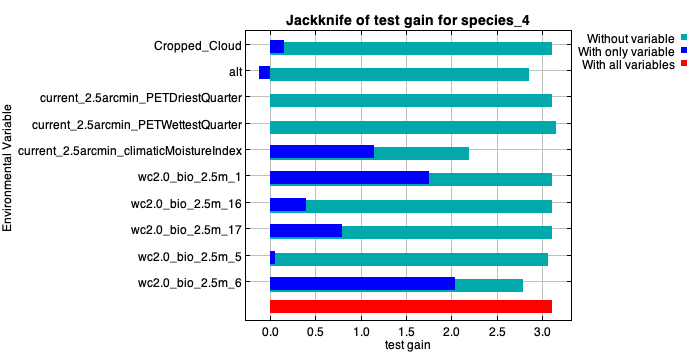 Jackknife of test gain for species_4
Without variable
With only variable
With all variables
Environmental Variable
Cropped_Cloud
alt
current_2.5arcmin_PETDriestQuarter
current_2.5arcmin_PETWettestQuarter
current_2.5arcmin_climaticMoistureIndex
wc2.0_bio_2.5m_1
wc2.0_bio_2.5m_16
wc2.0_bio_2.5m_17
wc2.0_bio_2.5m_5
wc2.0_bio_2.5m_6
0.0 0.5 1.0 1.5 2.0 2.5 3.0
test gain